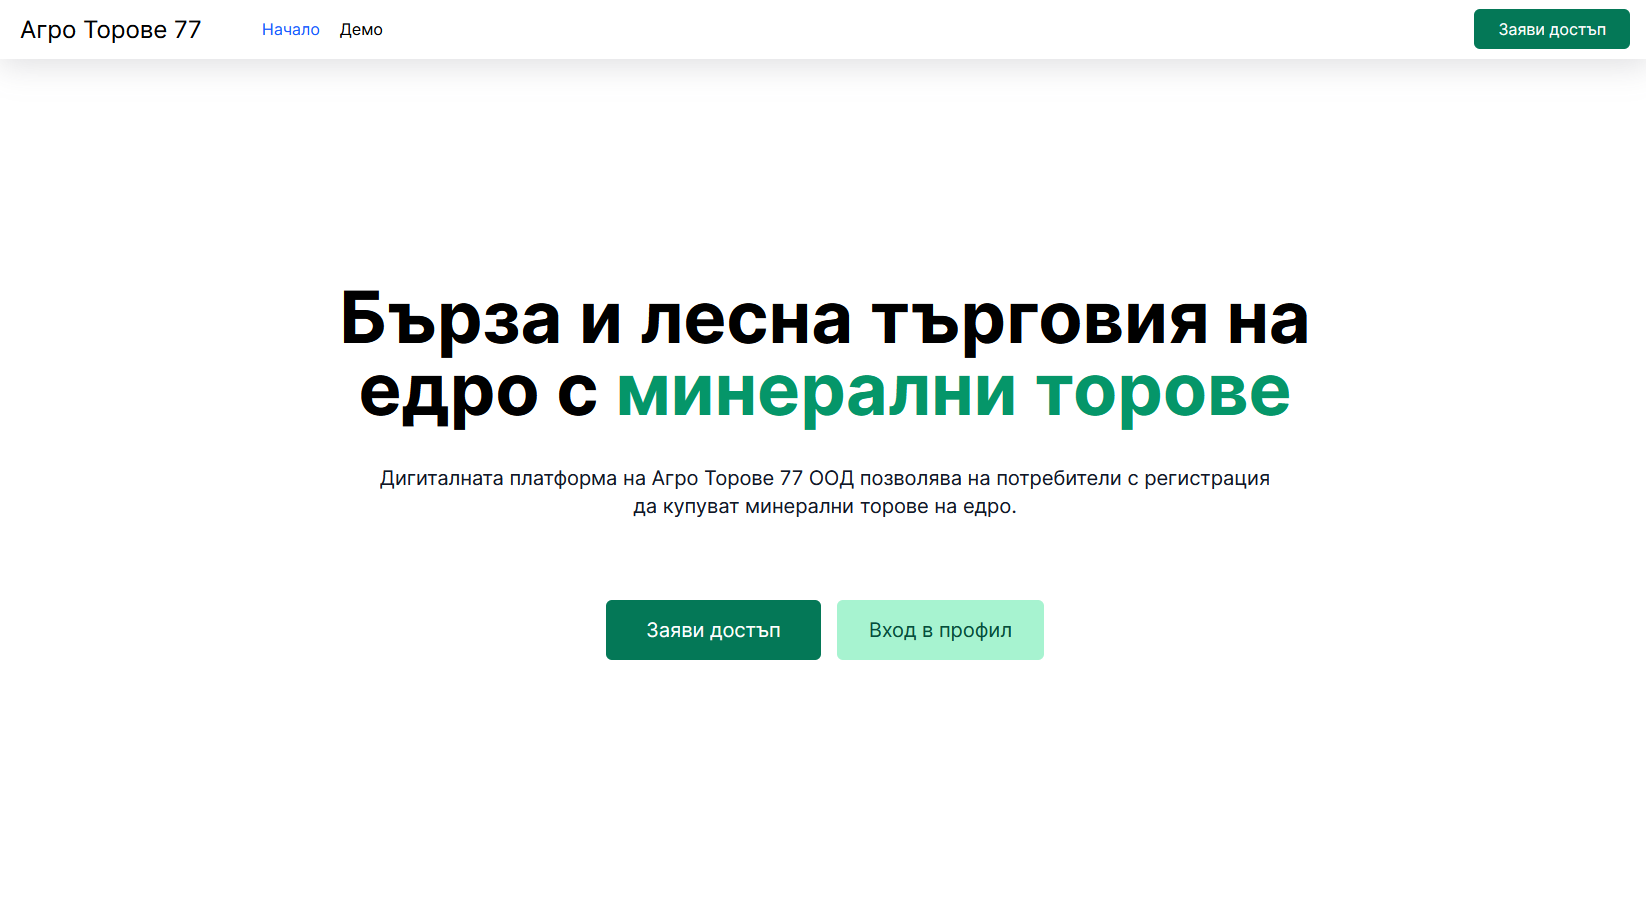 Агро Торове 77
Начало
Демо
Заяви достъп
Бърза и лесна търговия на
едро с минерални торове
Дигиталната платформа на Агро Торове 77 ООД позволява на потребители с регистрация
да купуват минерални торове на едро.
Заяви достъп
Вход в профил